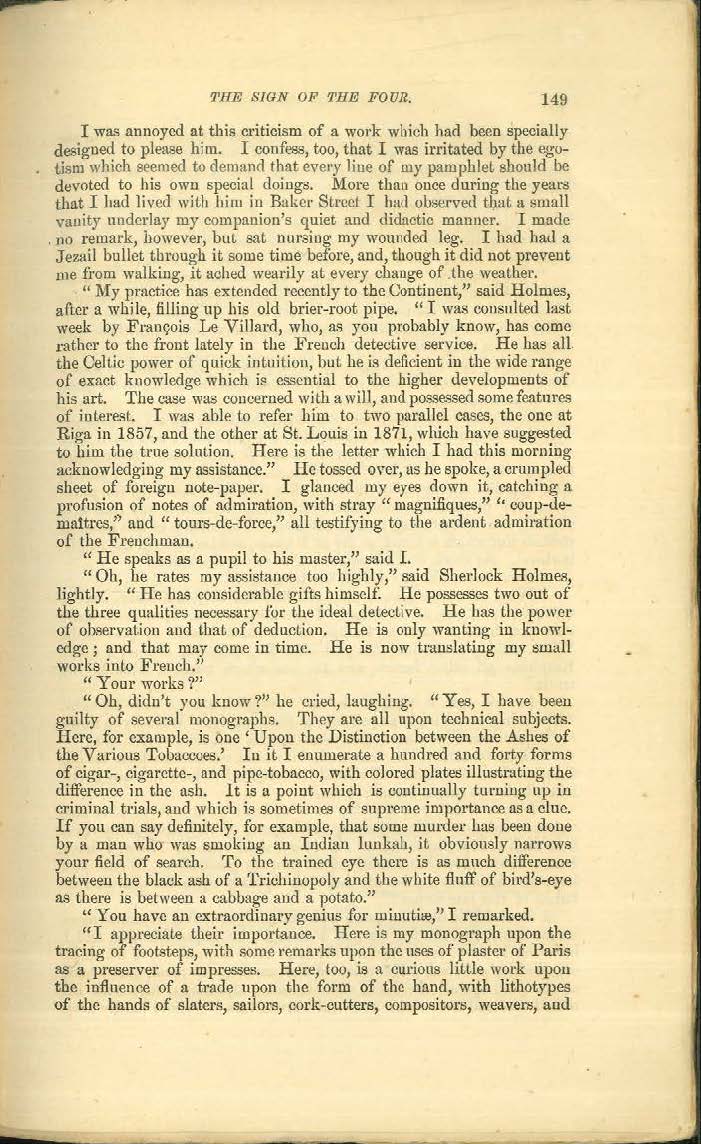 THE SIGN OF THE FOUR. 149
I was annoyed at this criticism of a work which had been specially
designed to please him. I confess, too, that I was irritated by the ego-
tism which seemed to demand that every line of my pamphlet should be
devoted to his own special doings. More than once during the years
that I had lived with him in Baker Street I had observed that a small
vanity underlay my companion's quiet and didactic manner. I made
no remark, however, but sat nursing my wounded leg. I had had a
Jezail bullet through it some time before, and, though it did not prevent
me from walking, it ached wearily at every change of the weather.
"My practice has extended recently to the Continent," said Holmes,
after a while, filling up his old brier-root pipe. "I was consulted last
week by François Le Villard, who, as you probably know, has come
rather to the front lately in the French detective service. He has all
the Celtic power of quick intuition, but he is deficient in the wide range
of exact knowledge which is essential to the higher developments of
his art. The case was concerned with a will, and possessed some features
of interest. I was able to refer him to two parallel cases, the one at
Riga in 1857, and the other at St. Louis in 1871, which have suggested
to him the true solution. Here is the letter which I had this morning
acknowledging my assistance." He tossed over, as he spoke, a crumpled
sheet of foreign note-paper. I glanced my eyes down it, catching a
profusion of notes of admiration, with stray "magnifiques," "coup-de-
maîtres," and "tours-de-force," all testifying to the ardent admiration
of the Frenchman.
"He speaks as a pupil to his master," said I.
"Oh, he rates my assistance too highly," said Sherlock Holmes,
lightly. "He has considerable gifts himself. He possesses two out of
the three qualities necessary for the ideal detective. He has the power
of observation and that of deduction. He is only wanting in knowl-
edge; and that may come in time. He is now translating my small
works into French."
"Your works?"
"Oh, didn't you know?" he cried, laughing. "Yes, I have been
guilty of several monographs. They are all upon technical subjects.
Here, for example, is one 'Upon the Distinction between the Ashes of
the Various Tobaccoes.' In it I enumerate a hundred and forty forms
of cigar-, cigarette-, and pipe-tobacco, with colored plates illustrating the
difference in the ash. It is a point which is continually turning up in
criminal trials, and which is sometimes of supreme importance as a clue.
If you can say definitely, for example, that some murder has been done
by a man who was smoking an Indian lunkah, it obviously narrows
your field of search. To the trained eye there is as much difference
between the black ash of a Trichinopoly and the white fluff of bird's-eye
as there is between a cabbage and a potato."
"You have an extraordinary genius for minutiæ," I remarked.
"I appreciate their importance. Here is my monograph upon the
tracing of footsteps, with some remarks upon the uses of plaster of Paris
as a preserver of impresses. Here, too, is a curious little work upon
the influence of a trade upon the form of the hand, with lithotypes
of the hands of slaters, sailors, cork-cutters, compositors, weavers, and